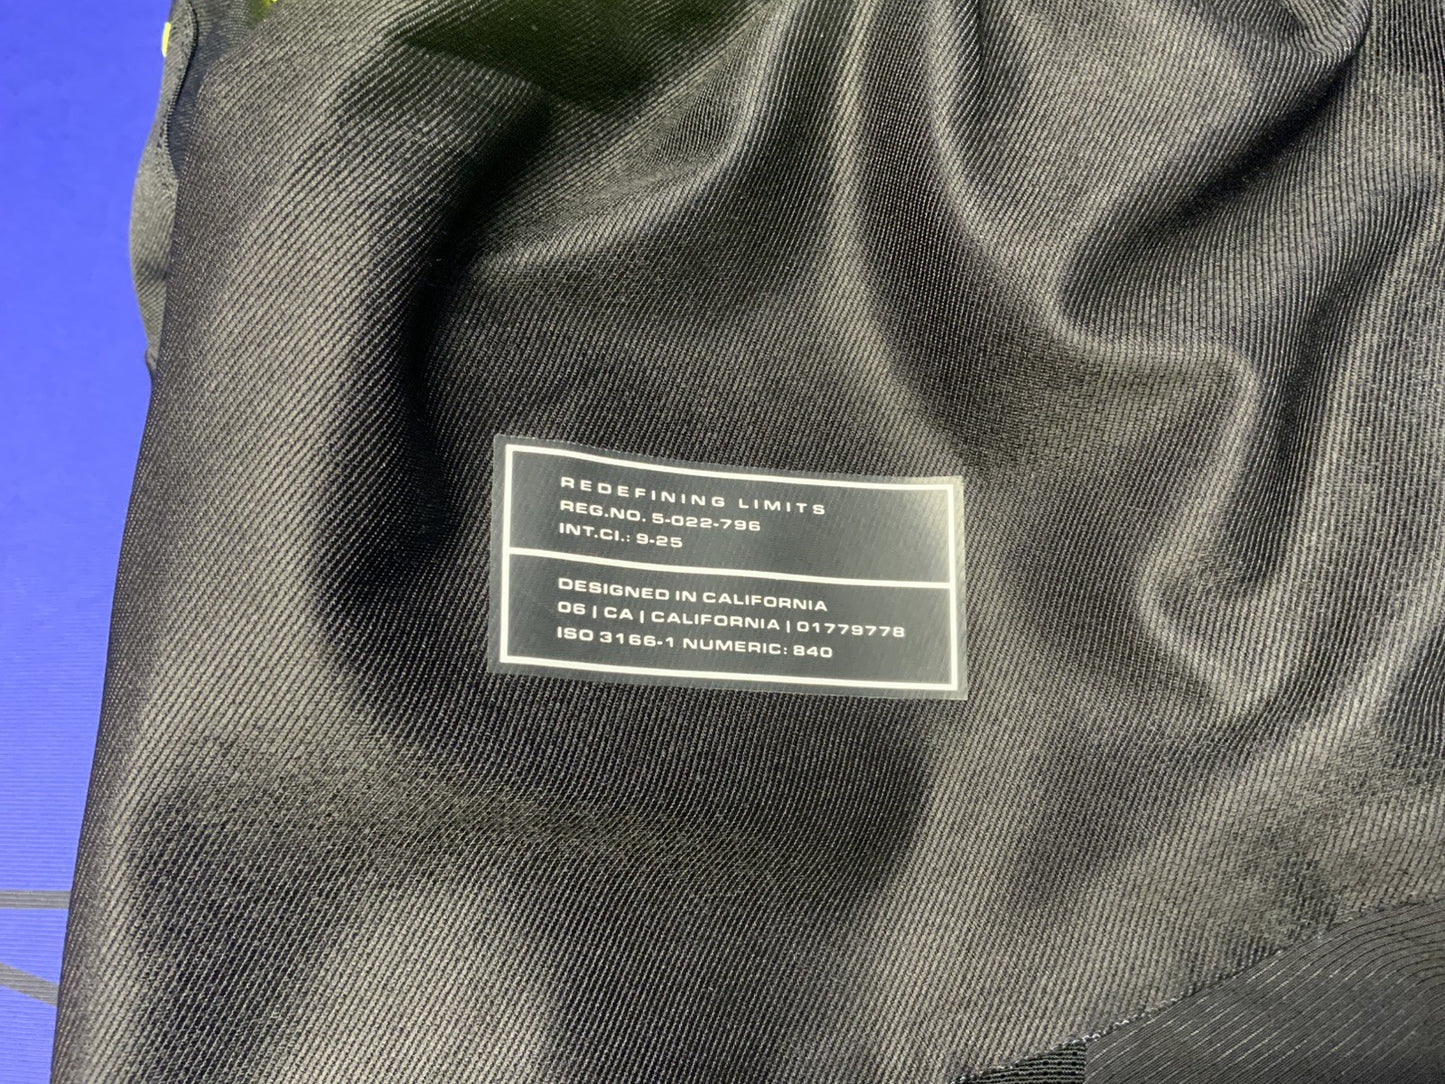 REDEFINING LIMITS
REG.NO. 5-022-796
INT.CI.: 9-25
DESIGNED IN CALIFORNIA
06 | CA | CALIFORNIA | 01779778
ISO 3166-1 NUMERIC: 840